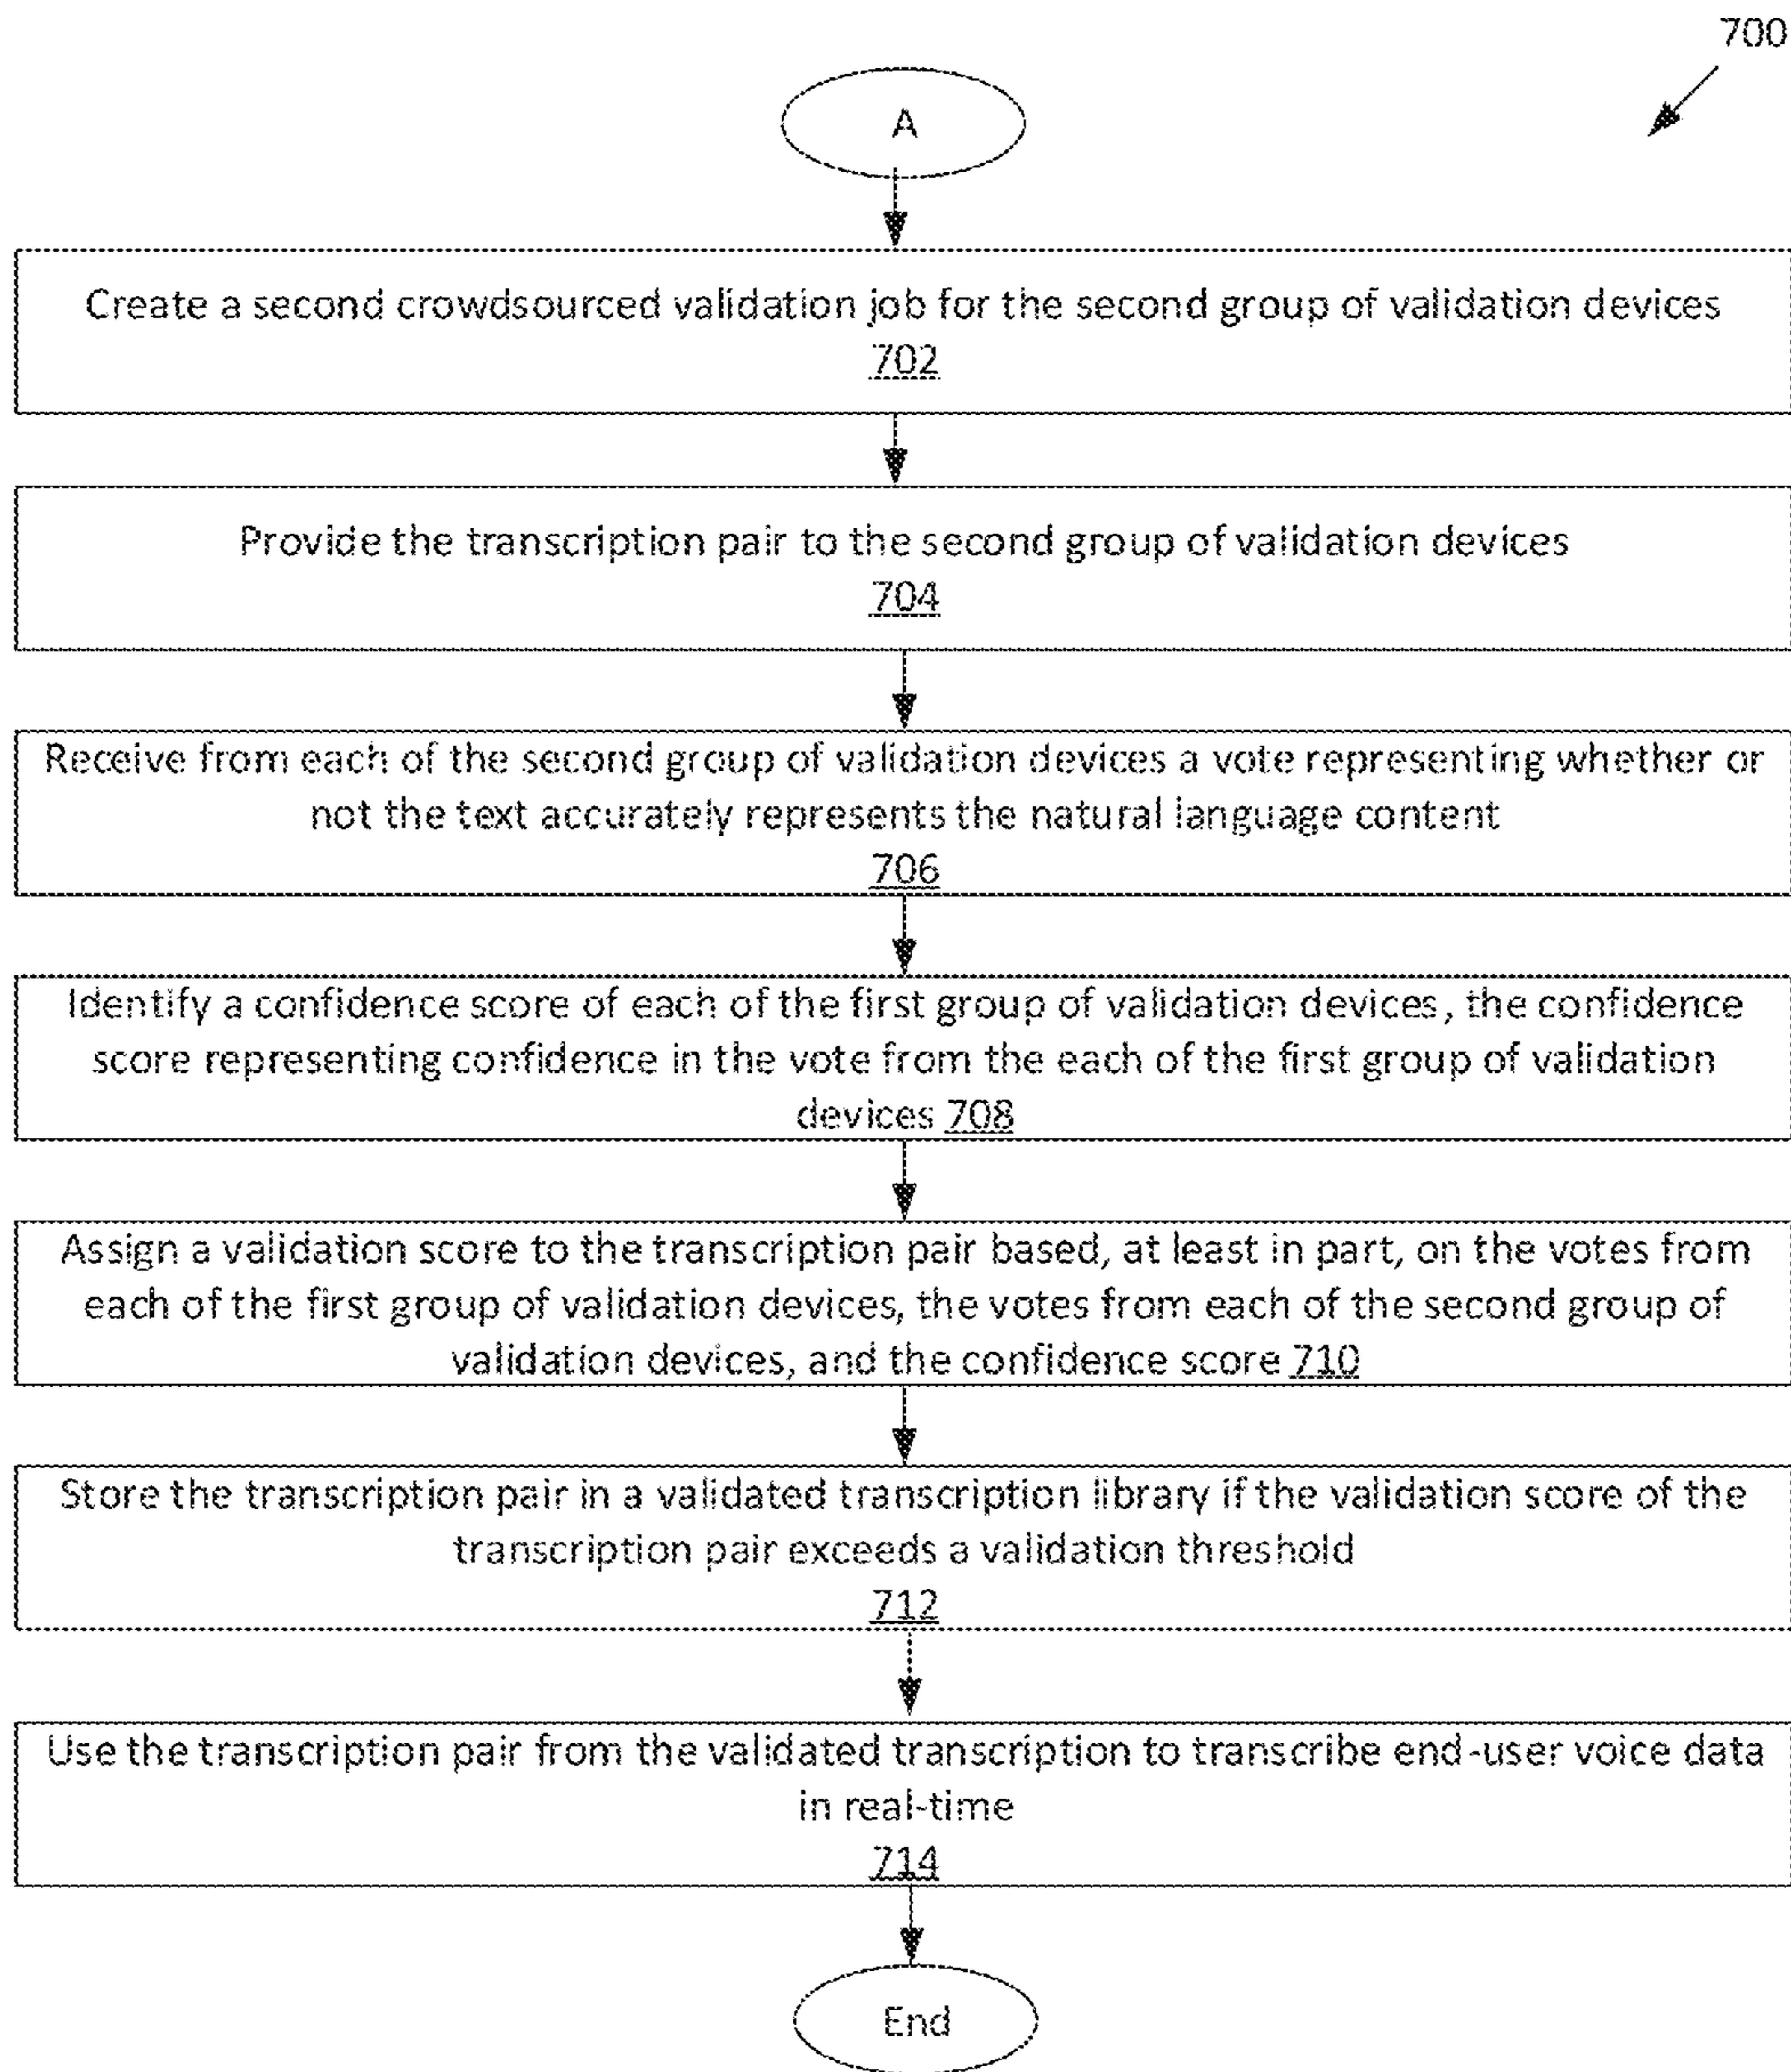 700
A
Create a second crowdsourced validation job for the second group of validation devices
702
Provide the transcription pair to the second group of validation devices
704
Receive from each of the second group of validation devices a vote representing whether or
not the text accurately represents the natural language content
706
Identify a confidence score of each of the first group of validation devices, the confidence
score representing confidence in the vote from the each of the first group of validation
devices 708
Assign a validation score to the transcription pair based, at least in part, on the votes from
each of the first group of validation devices, the votes from each of the second group of
validation devices, and the confidence score 710
Store the transcription pair in a validated transcription library if the validation score of the
transcription pair exceeds a validation threshold
712
Use the transcription pair from the validated transcription to transcribe end-user voice data
in real-time
714
End